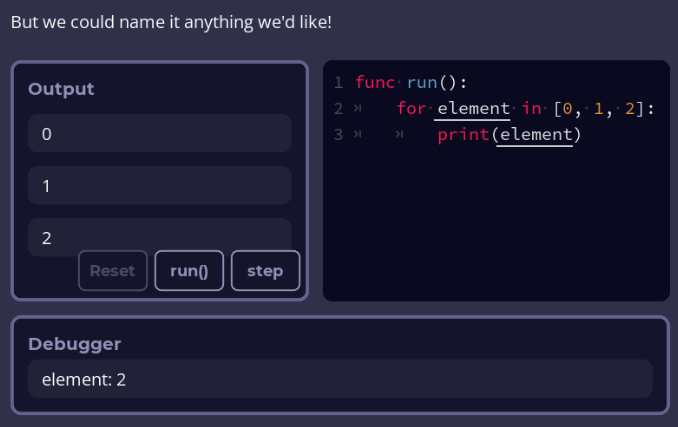 But we could name it anything we'd like!
Output
0
1
2
Reset run() step
1 func run():
2 for element in [0, 1, 2]:
3 print(element)
Debugger
element: 2